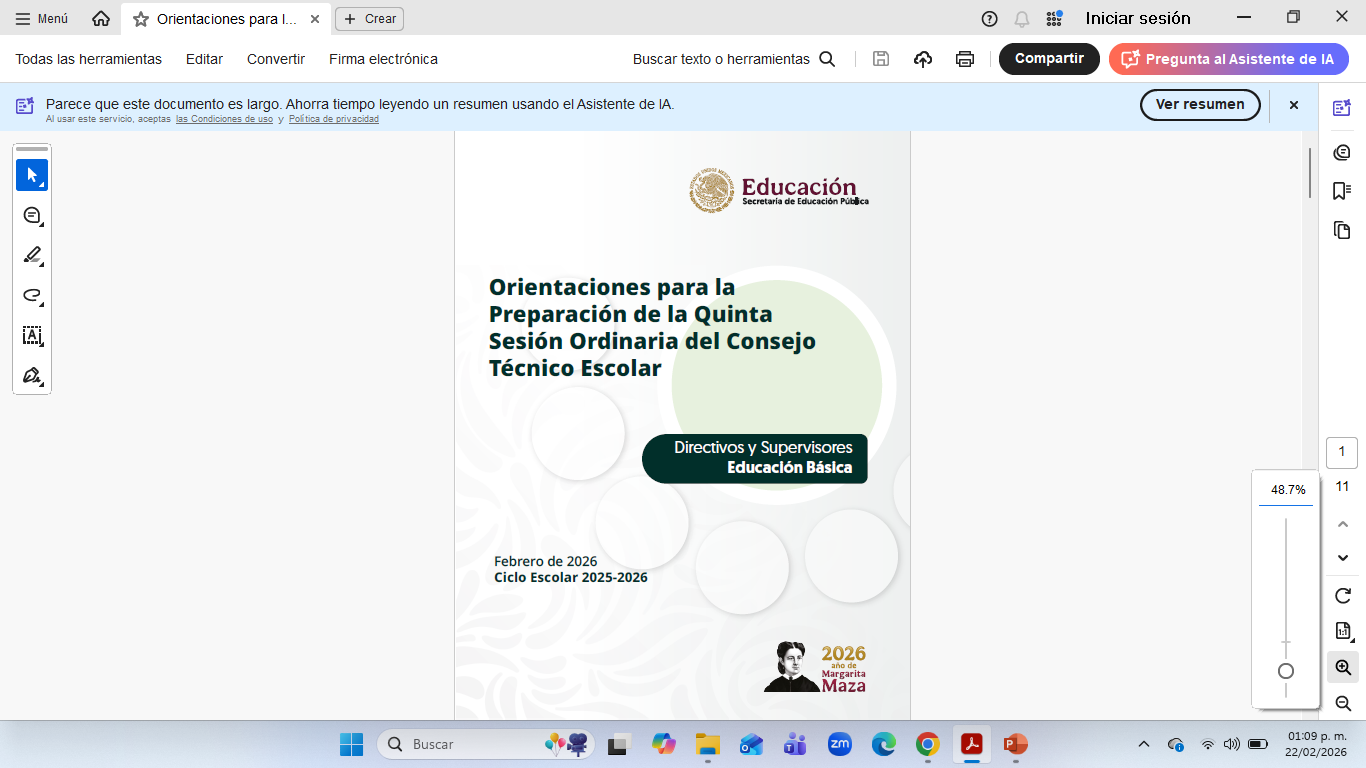 Menú
Orientaciones para l...
Crear
Iniciar sesión
Todas las herramientas
Editar
Convertir
Firma electrónica
Buscar texto o herramientas
Compartir
Pregunta al Asistente de IA
Parece que este documento es largo. Ahorra tiempo leyendo un resumen usando el Asistente de IA.
Al usar este servicio, aceptas las Condiciones de uso y Política de privacidad
Ver resumen
Educación
Secretaría de Educación Pública
Orientaciones para la
Preparación de la Quinta
Sesión Ordinaria del Consejo
Técnico Escolar
Directivos y Supervisores
Educación Básica
Febrero de 2026
Ciclo Escolar 2025-2026
2026
año de
Margarita
Maza
1
11
48.7%
1:1
Buscar
zm
01:09 p. m.
22/02/2026